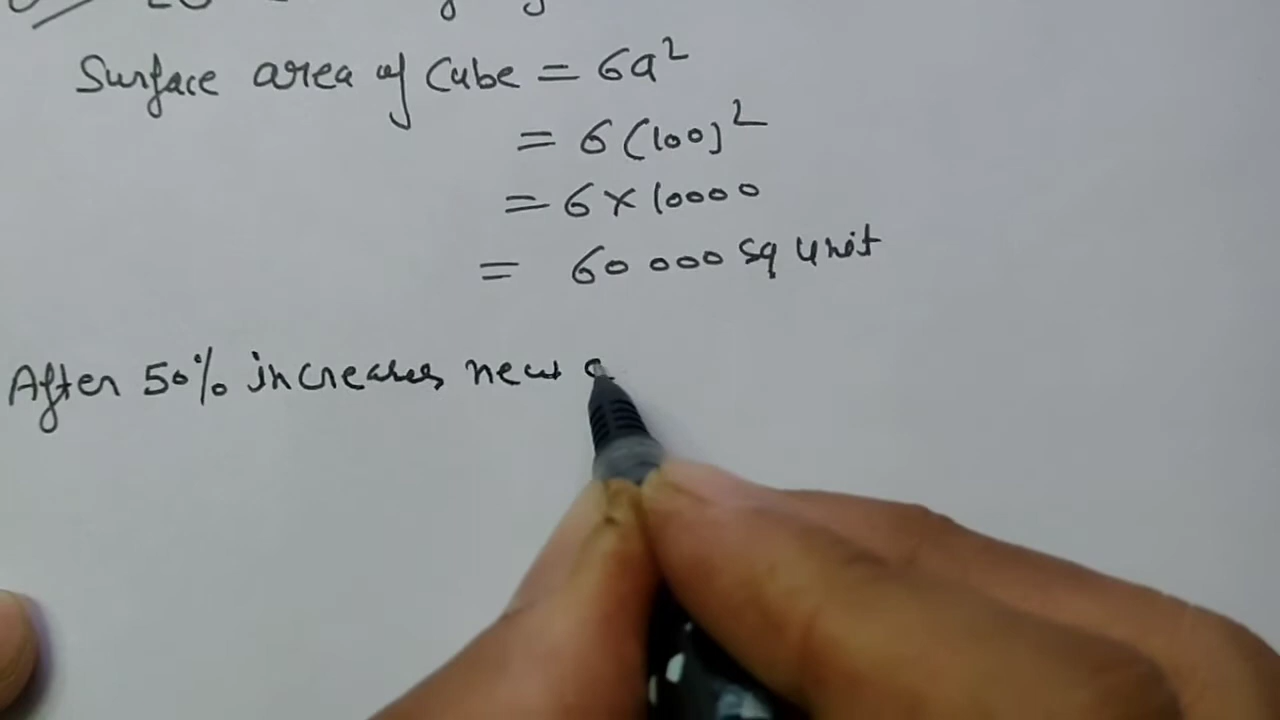 Surface area of Cube = 6a²
= 6(100)²
= 6×10000
= 60000 sq unit
After 50% increases new